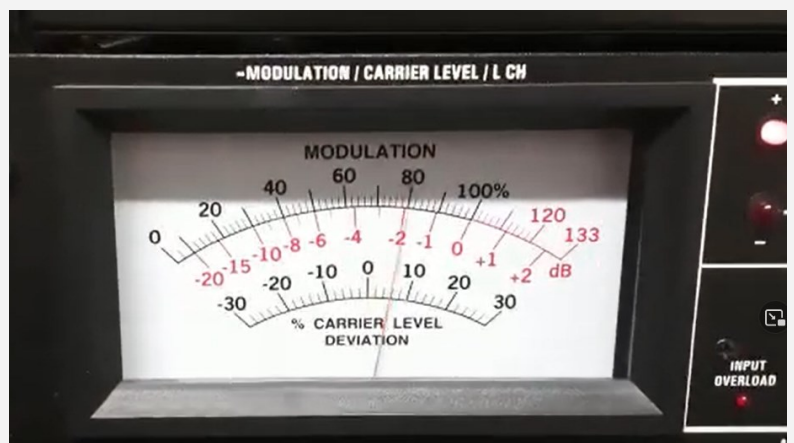 -MODULATION / CARRIER LEVEL / L CH
+
MODULATION
0 20 40 60 80 100% 120 133
-20 -15 -10 -8 -6 -4 -2 -1 0 +1 +2 dB
-
-30 -20 -10 0 10 20 30
% CARRIER LEVEL
DEVIATION
INPUT
OVERLOAD